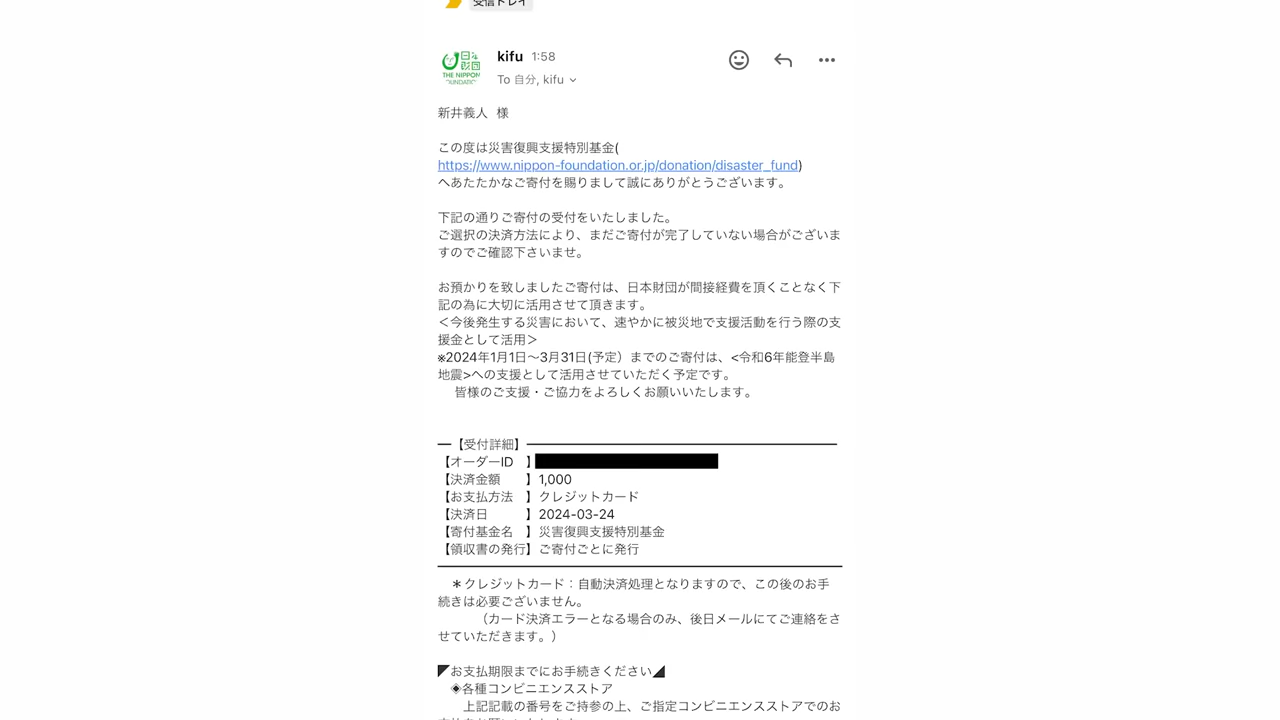 受信トレイ
kifu 1:58
THE NIPPON
FOUNDATION
To 自分, kifu
新井義人 様
この度は災害復興支援特別基金(
https://www.nippon-foundation.or.jp/donation/disaster_fund)
へあたたかなご寄付を賜りまして誠にありがとうございます。
下記の通りご寄付の受付をいたしました。
ご選択の決済方法により、まだご寄付が完了していない場合がございま
すのでご確認下さいませ。
お預かりを致しましたご寄付は、日本財団が間接経費を頂くことなく下
記の為に大切に活用させて頂きます。
＜今後発生する災害において、速やかに被災地で支援活動を行う際の支
援金として活用＞
※2024年1月1日～3月31日(予定）までのご寄付は、<令和6年能登半島
地震>への支援として活用させていただく予定です。
皆様のご支援・ご協力をよろしくお願いいたします。
【受付詳細】
【オーダーID 】
【決済金額 】1,000
【お支払方法 】クレジットカード
【決済日 】2024-03-24
【寄付基金名 】災害復興支援特別基金
【領収書の発行】ご寄付ごとに発行
＊クレジットカード：自動決済処理となりますので、この後のお手
続きは必要ございません。
（カード決済エラーとなる場合のみ、後日メールにてご連絡をさ
せていただきます。）
◤お支払期限までにお手続きください◢
◈各種コンビニエンスストア
上記記載の番号をご持参の上、ご指定コンビニエンスストアでのお